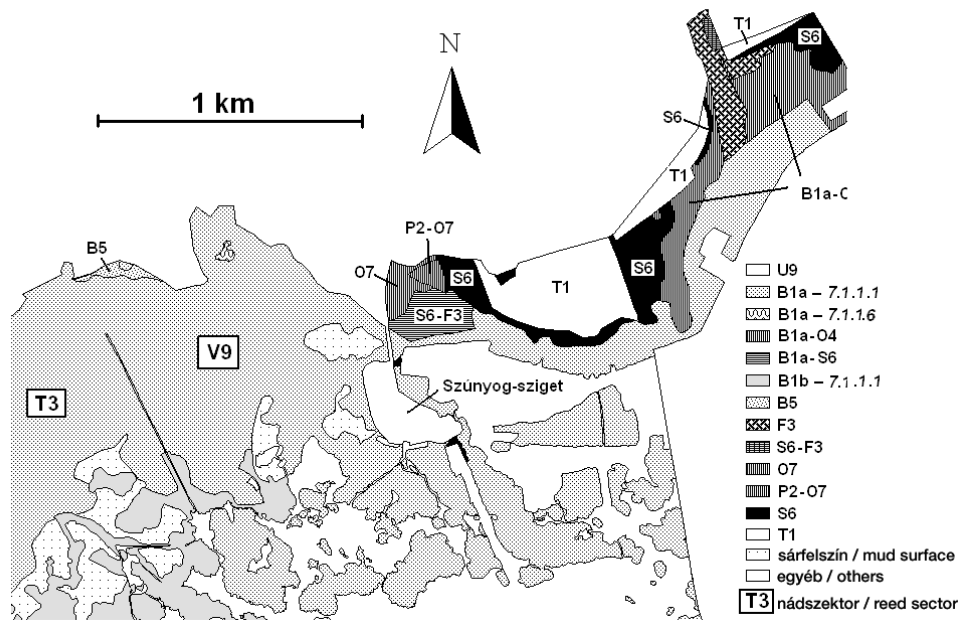 T1
S6
N
1 km
S6
T1
B1a-C
P2-O7
B5
O7
S6
S6
T1
S6-F3
V9
Szúnyog-sziget
T3
U9
B1a – 7.1.1.1
B1a – 7.1.1.6
B1a-O4
B1a-S6
B1b – 7.1.1.1
B5
F3
S6-F3
O7
P2-O7
S6
T1
sárfelszín / mud surface
egyéb / others
T3 nádszektor / reed sector